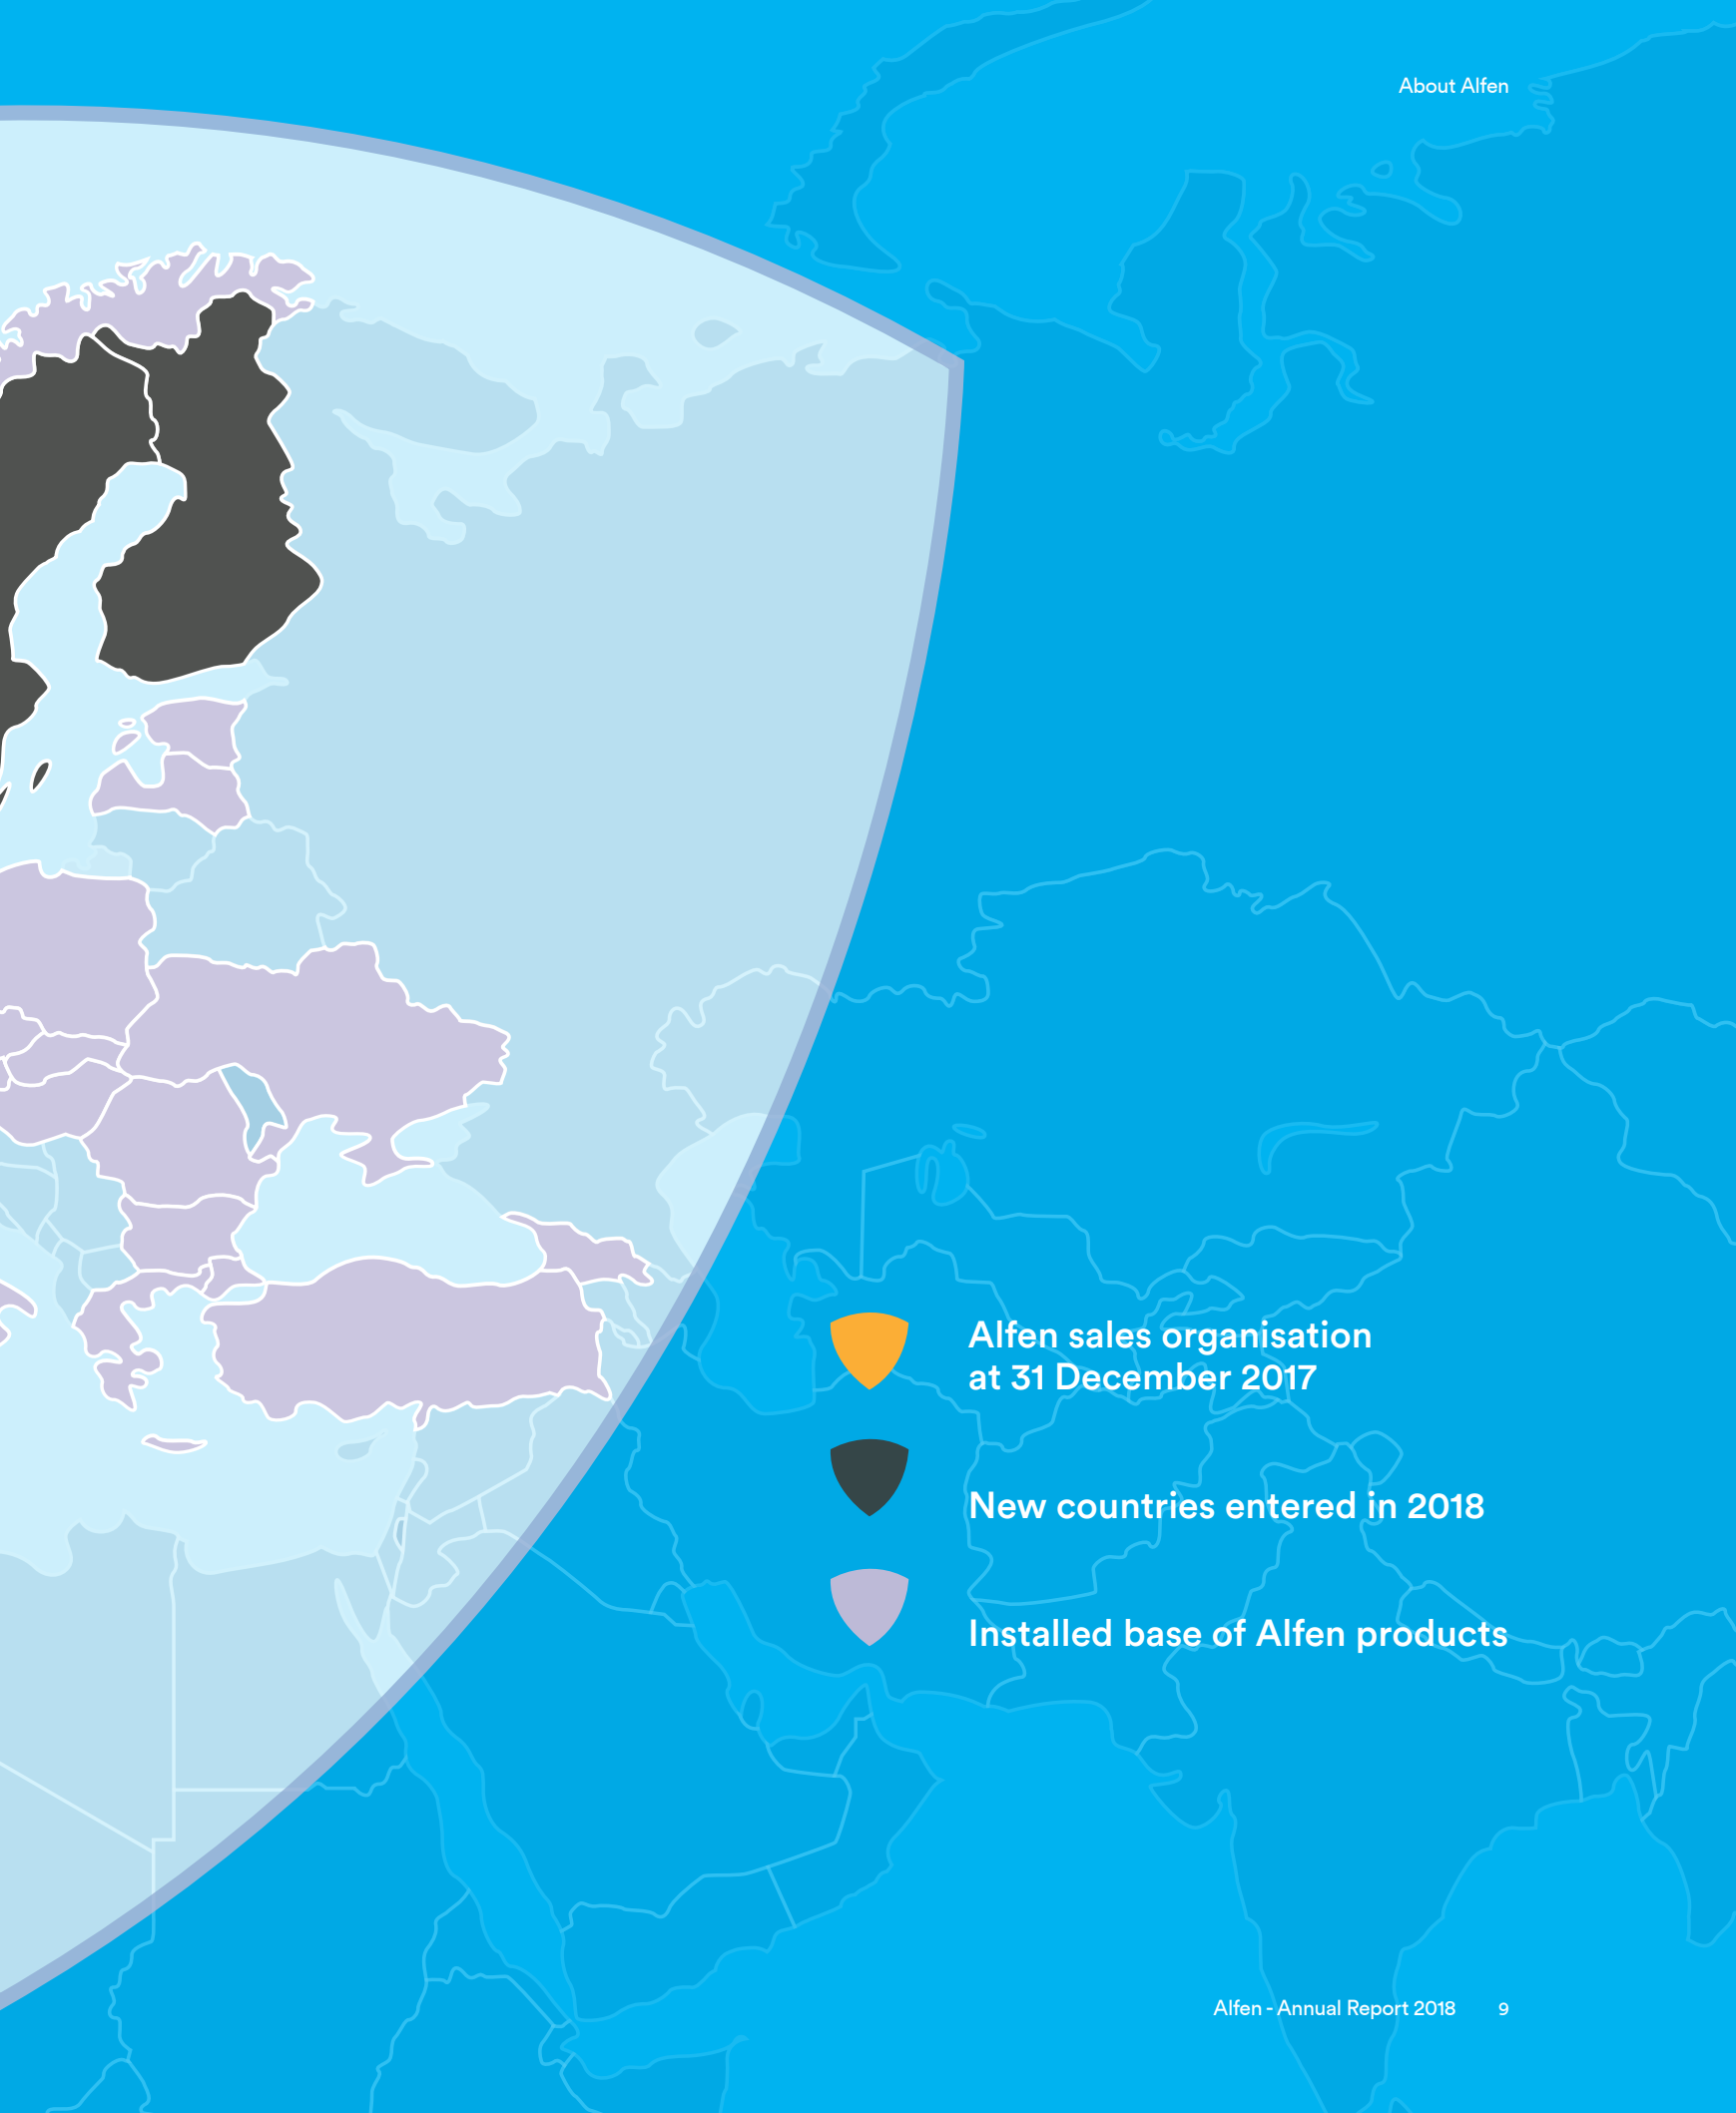 About Alfen
Alfen sales organisation
at 31 December 2017
New countries entered in 2018
Installed base of Alfen products
Alfen - Annual Report 2018 9